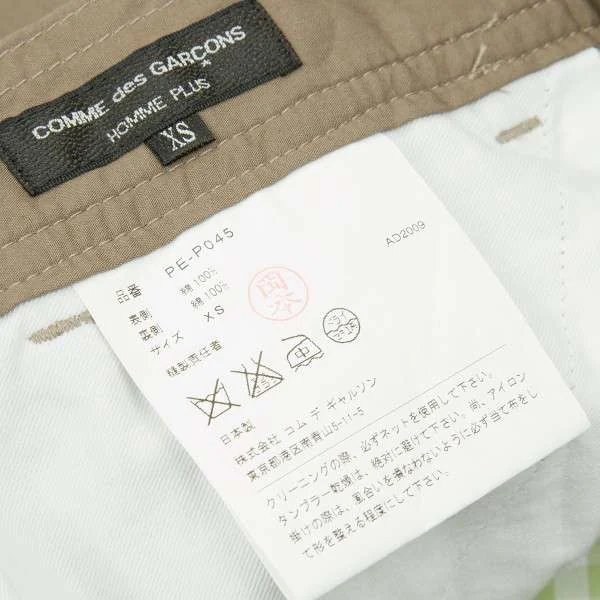 COMME des GARCONS
HOMME PLUS
XS
AD2009
品番 PE-P045
表側 綿100%
裏側 綿100%
サイズ XS
縫製責任者
中
ドライ
日本製
株式会社 コム デ ギャルソン
東京都港区南青山5-11-5
クリーニングの際、必ずネットを使用して下さい。
タンブラー乾燥は、絶対に避けて下さい。尚、アイロン
掛けの際は、風合いを損なわないように必ず当て布をし
て形を整える程度にして下さい。